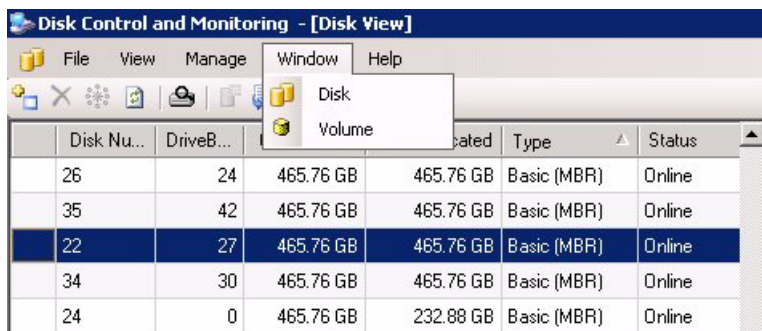 Disk Control and Monitoring - [Disk View]
File View Manage Window Help
Disk
Volume
Disk Nu... DriveB... cated Type Status
26 24 465.76 GB 465.76 GB Basic (MBR) Online
35 42 465.76 GB 465.76 GB Basic (MBR) Online
22 27 465.76 GB 465.76 GB Basic (MBR) Online
34 30 465.76 GB 465.76 GB Basic (MBR) Online
24 0 465.76 GB 232.88 GB Basic (MBR) Online